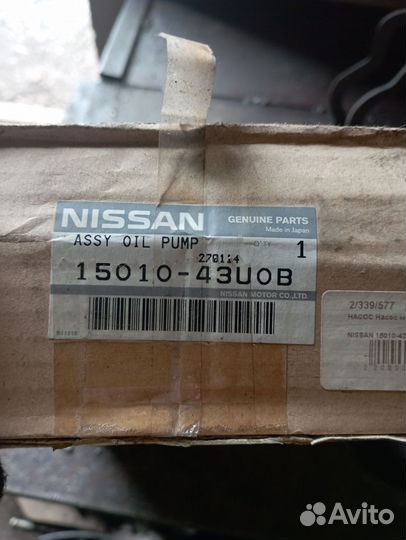 NISSAN
GENUINE PARTS
Made in Japan
ASSY OIL PUMP
Q'TY 1
270114
15010-43U0B
NISSAN MOTOR CO.,LTD.
2/339/577
НАСОС Насос м
NISSAN 15010-43
Avito